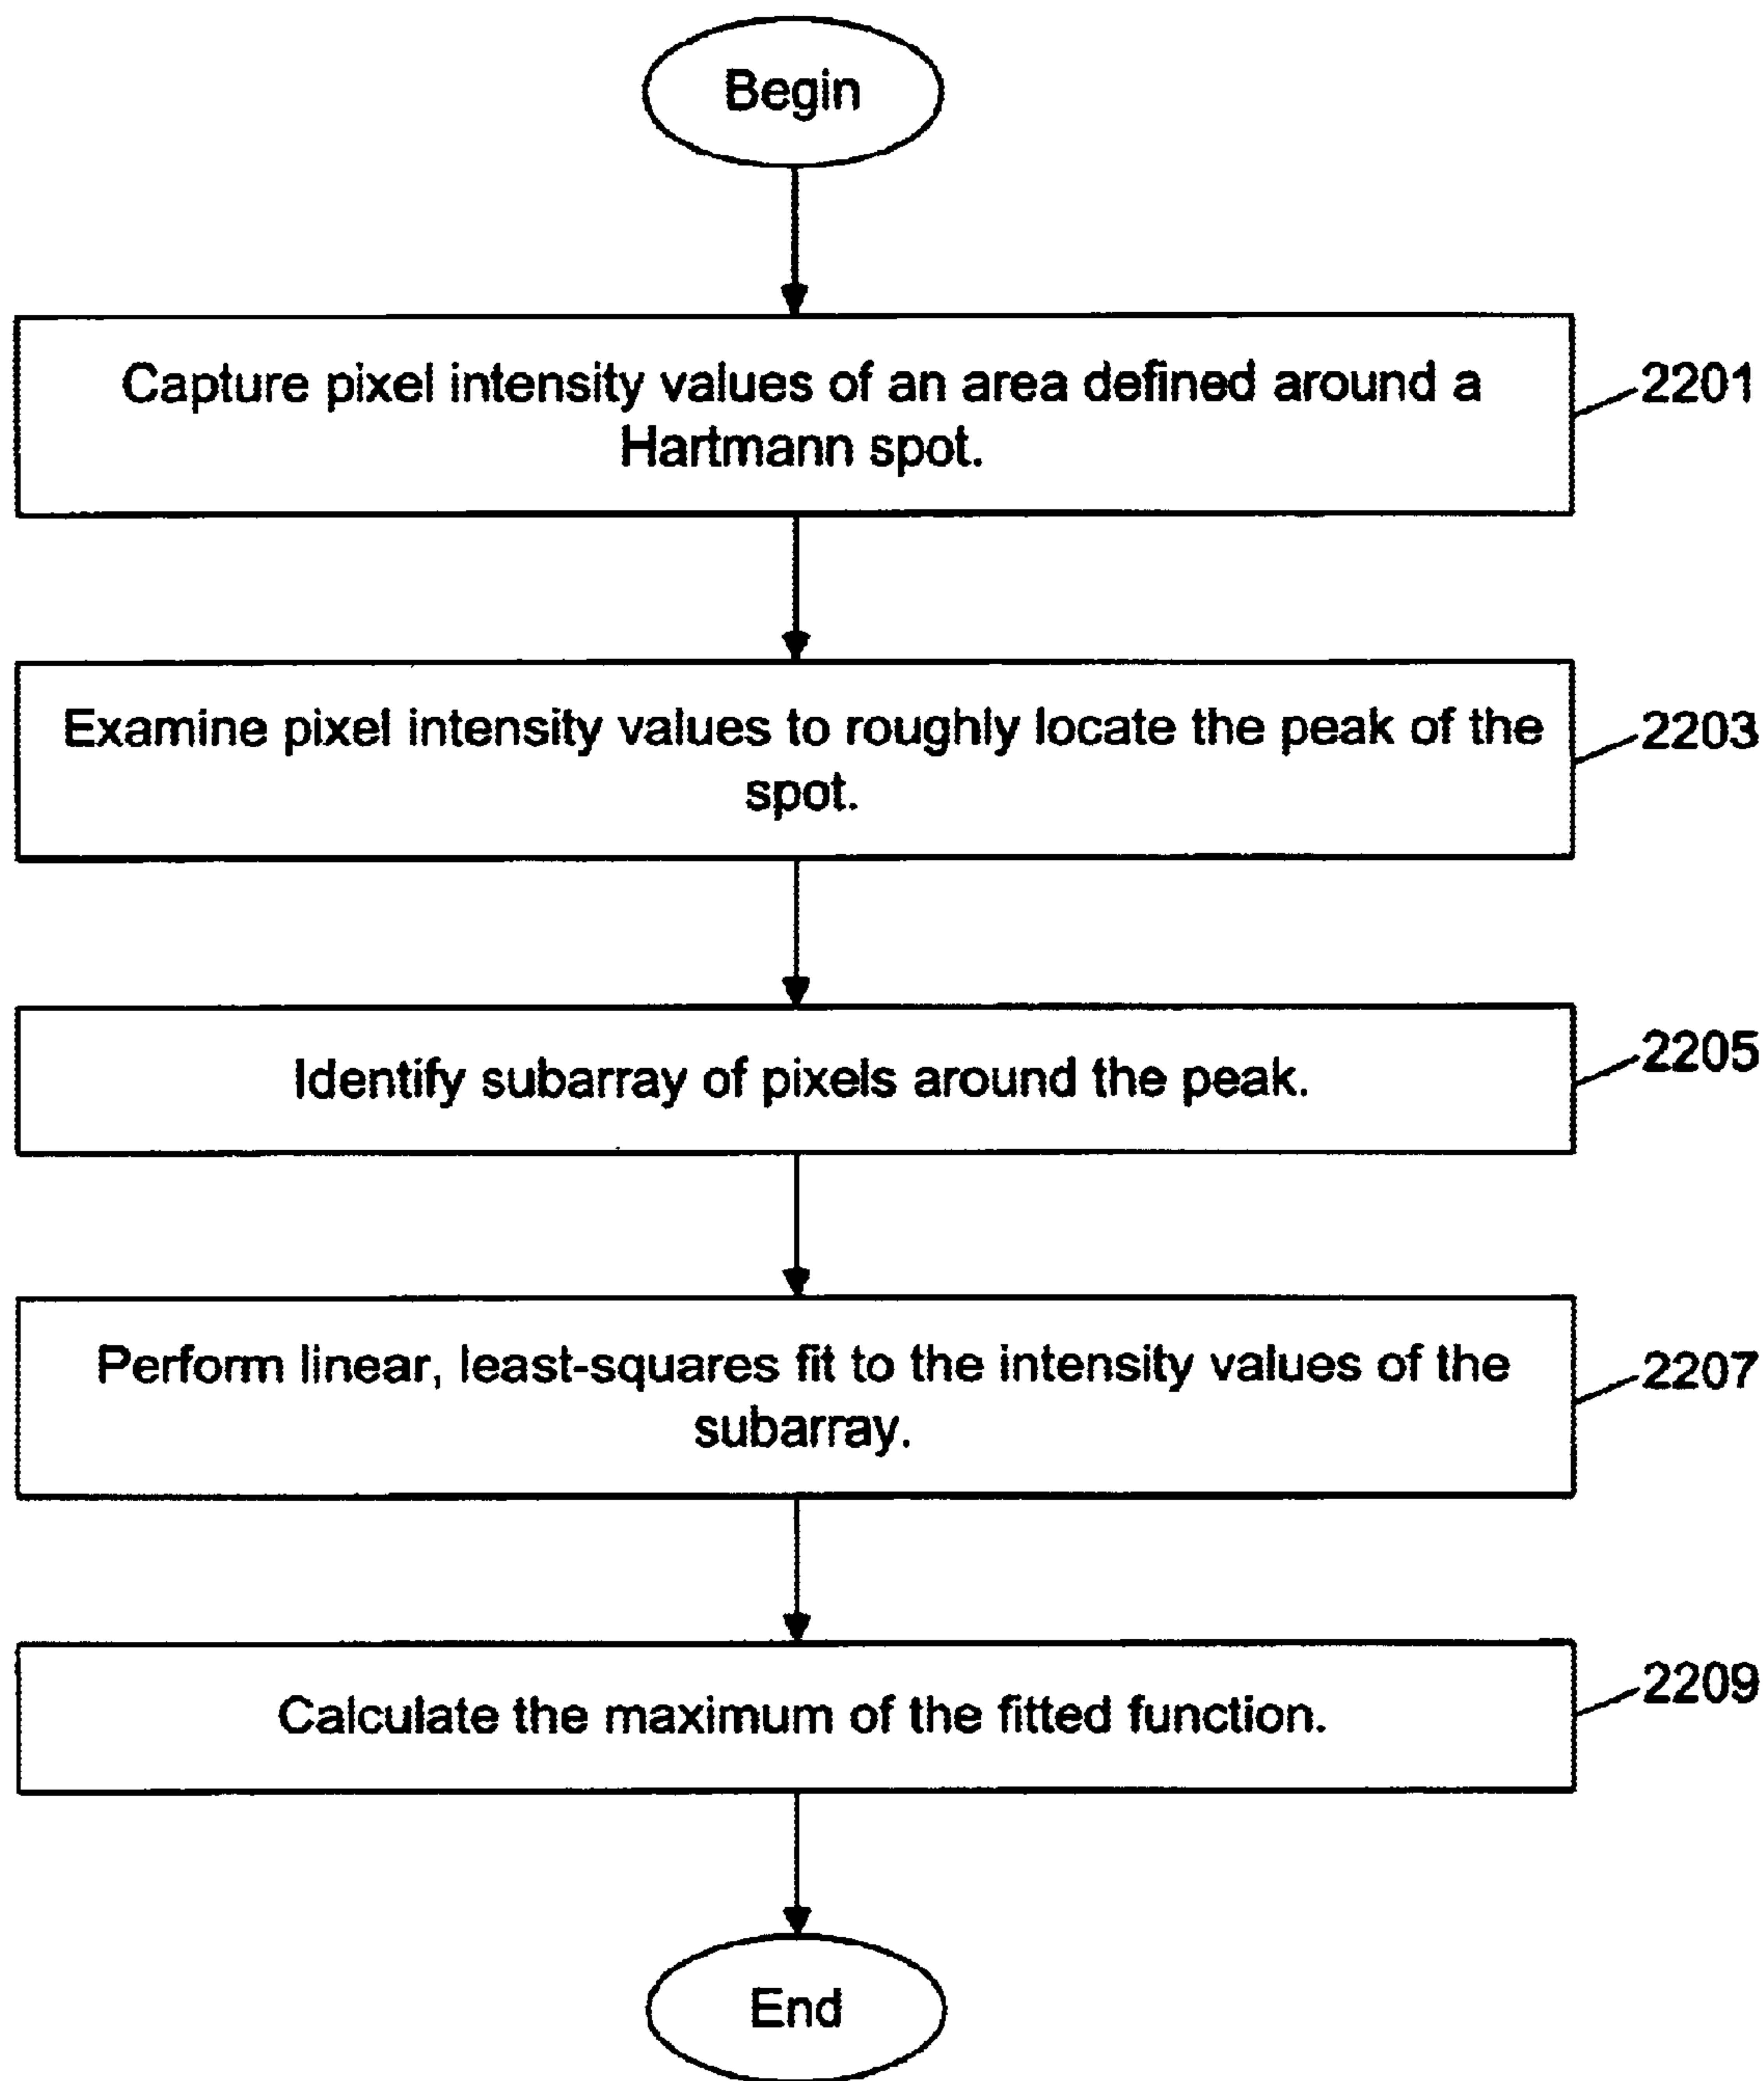 Begin
Capture pixel intensity values of an area defined around a
Hartmann spot.
2201
Examine pixel intensity values to roughly locate the peak of the
spot.
2203
Identify subarray of pixels around the peak.
2205
Perform linear, least-squares fit to the intensity values of the
subarray.
2207
Calculate the maximum of the fitted function.
2209
End